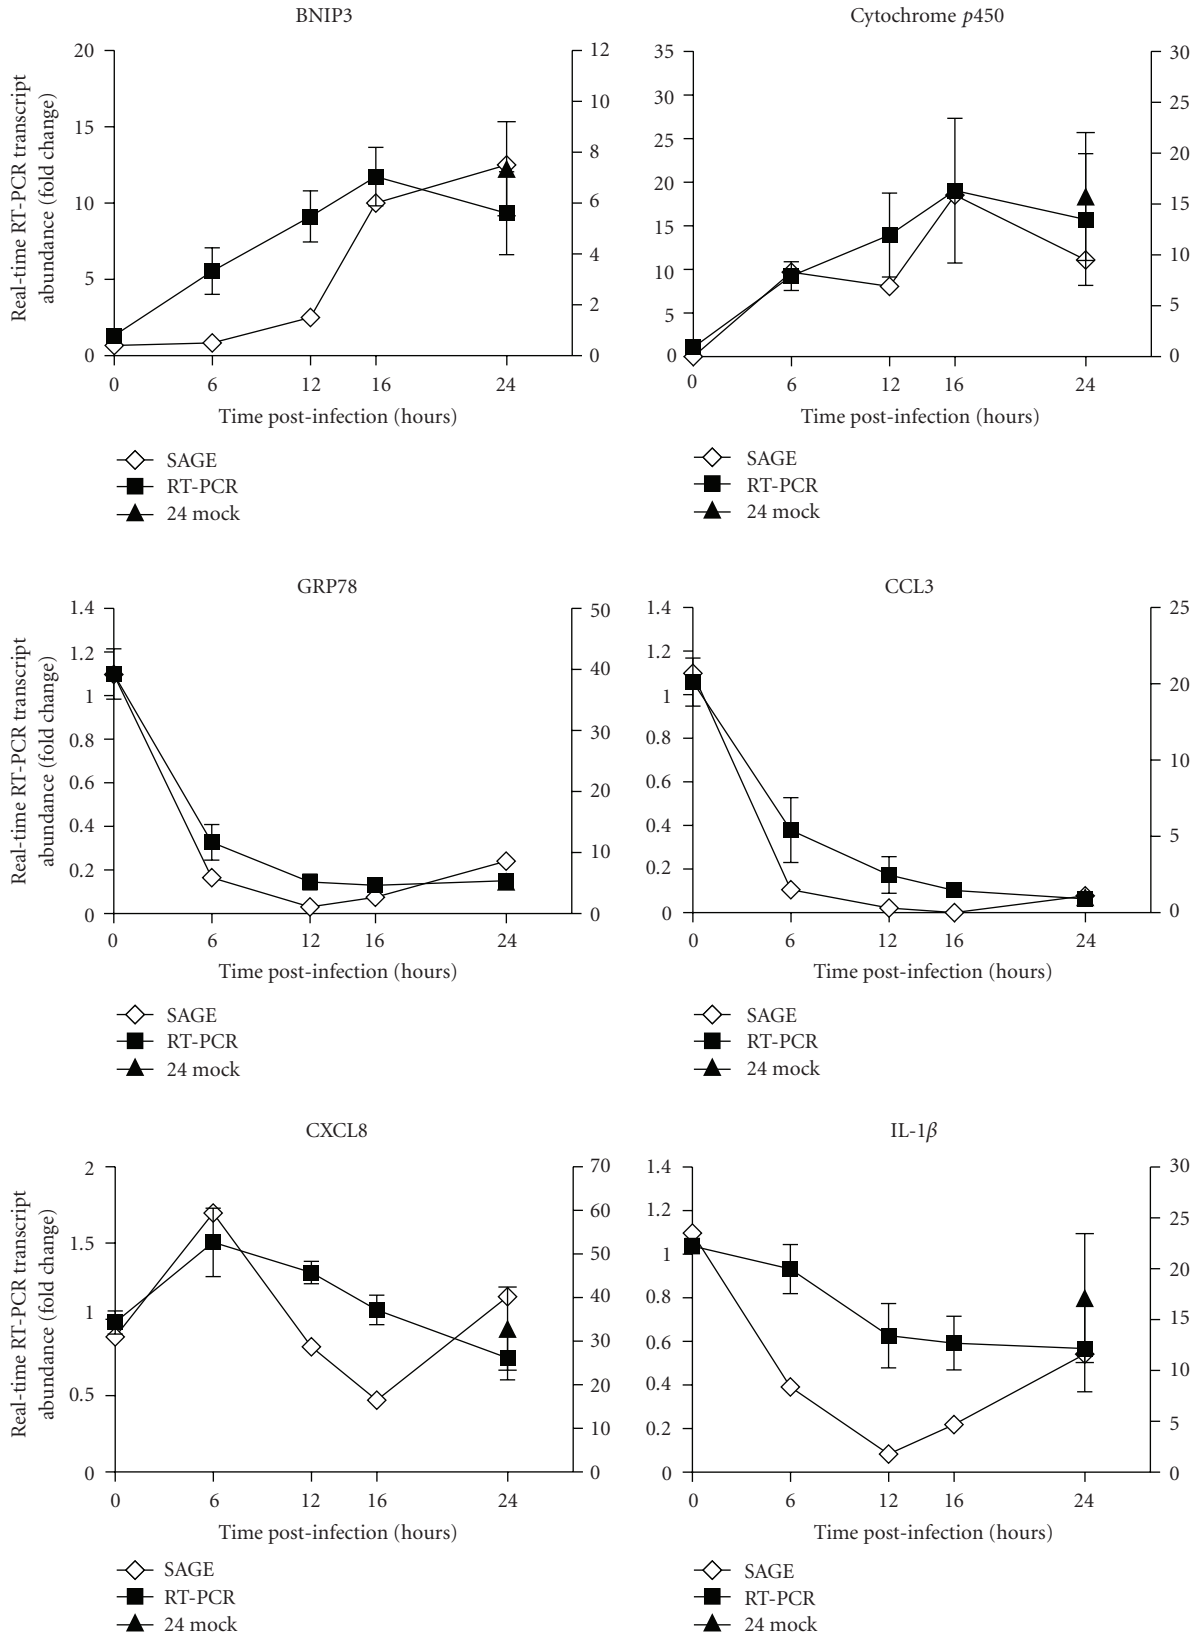 BNIP3
Real-time RT-PCR transcript
abundance (fold change)
20
15
10
5
0
12
10
8
6
4
2
0
0 6 12 16 24
Time post-infection (hours)
SAGE
RT-PCR
24 mock
Cytochrome p450
35
30
25
20
15
10
5
0
30
25
20
15
10
5
0
0 6 12 16 24
Time post-infection (hours)
SAGE
RT-PCR
24 mock
GRP78
Real-time RT-PCR transcript
abundance (fold change)
1.4
1.2
1
0.8
0.6
0.4
0.2
0
50
40
30
20
10
0
0 6 12 16 24
Time post-infection (hours)
SAGE
RT-PCR
24 mock
CCL3
1.4
1.2
1
0.8
0.6
0.4
0.2
0
25
20
10
5
0
0 6 12 16 24
Time post-infection (hours)
SAGE
RT-PCR
24 mock
CXCL8
Real-time RT-PCR transcript
abundance (fold change)
2
1.5
1
0.5
0
70
60
50
40
30
20
10
0
0 6 12 16 24
Time post-infection (hours)
SAGE
RT-PCR
24 mock
IL-1β
1.4
1.2
1
0.8
0.6
0.4
0.2
0
30
25
20
15
10
5
0
0 6 12 16 24
Time post-infection (hours)
SAGE
RT-PCR
24 mock